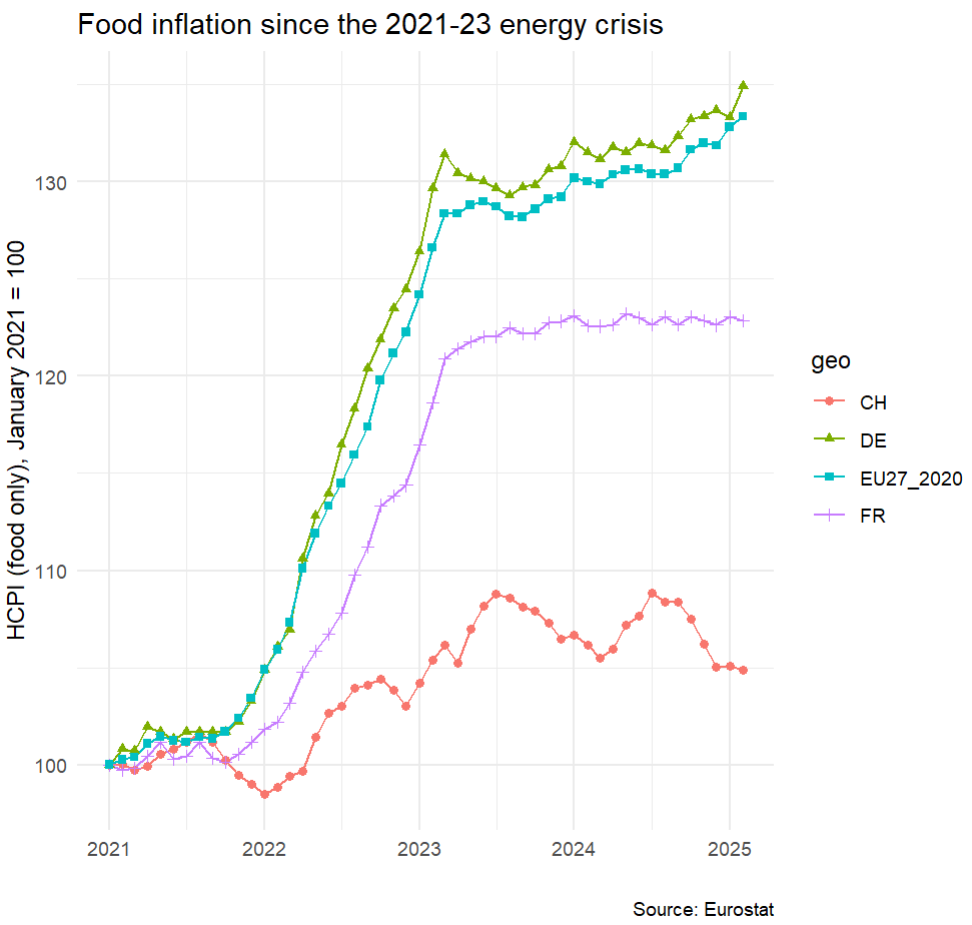 Food inflation since the 2021-23 energy crisis
HCPI (food only), January 2021 = 100
130
120
110
100
2021 2022 2023 2024 2025
geo
CH
DE
EU27_2020
FR
Source: Eurostat